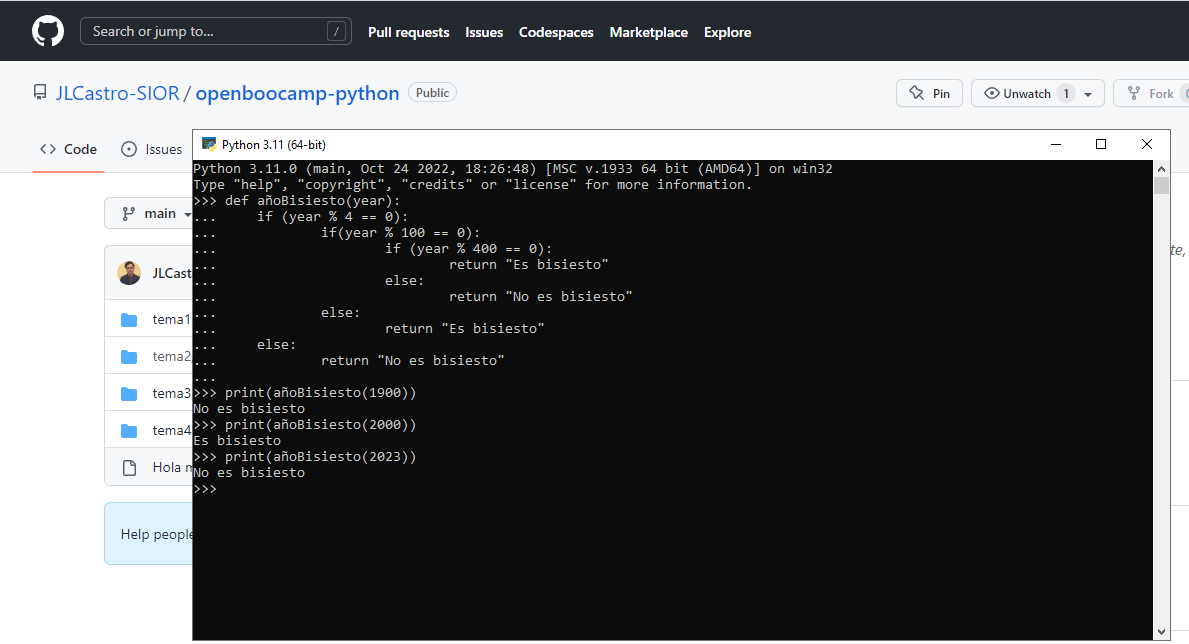 Search or jump to... /
Pull requests Issues Codespaces Marketplace Explore
JLCastro-SIOR / openboocamp-python Public
Pin Unwatch 1 Fork
Code Issues
main
JLCast
tema1
tema2
tema3
tema4
Hola
Help people
Python 3.11 (64-bit)
Python 3.11.0 (main, Oct 24 2022, 18:26:48) [MSC v.1933 64 bit (AMD64)] on win32
Type "help", "copyright", "credits" or "license" for more information.
>>> def añoBisiesto(year):
...     if (year % 4 == 0):
...             if(year % 100 == 0):
...                     if (year % 400 == 0):
...                             return "Es bisiesto"
...                     else:
...                             return "No es bisiesto"
...             else:
...                     return "Es bisiesto"
...     else:
...             return "No es bisiesto"
...
>>> print(añoBisiesto(1900))
No es bisiesto
>>> print(añoBisiesto(2000))
Es bisiesto
>>> print(añoBisiesto(2023))
No es bisiesto
>>>
te,